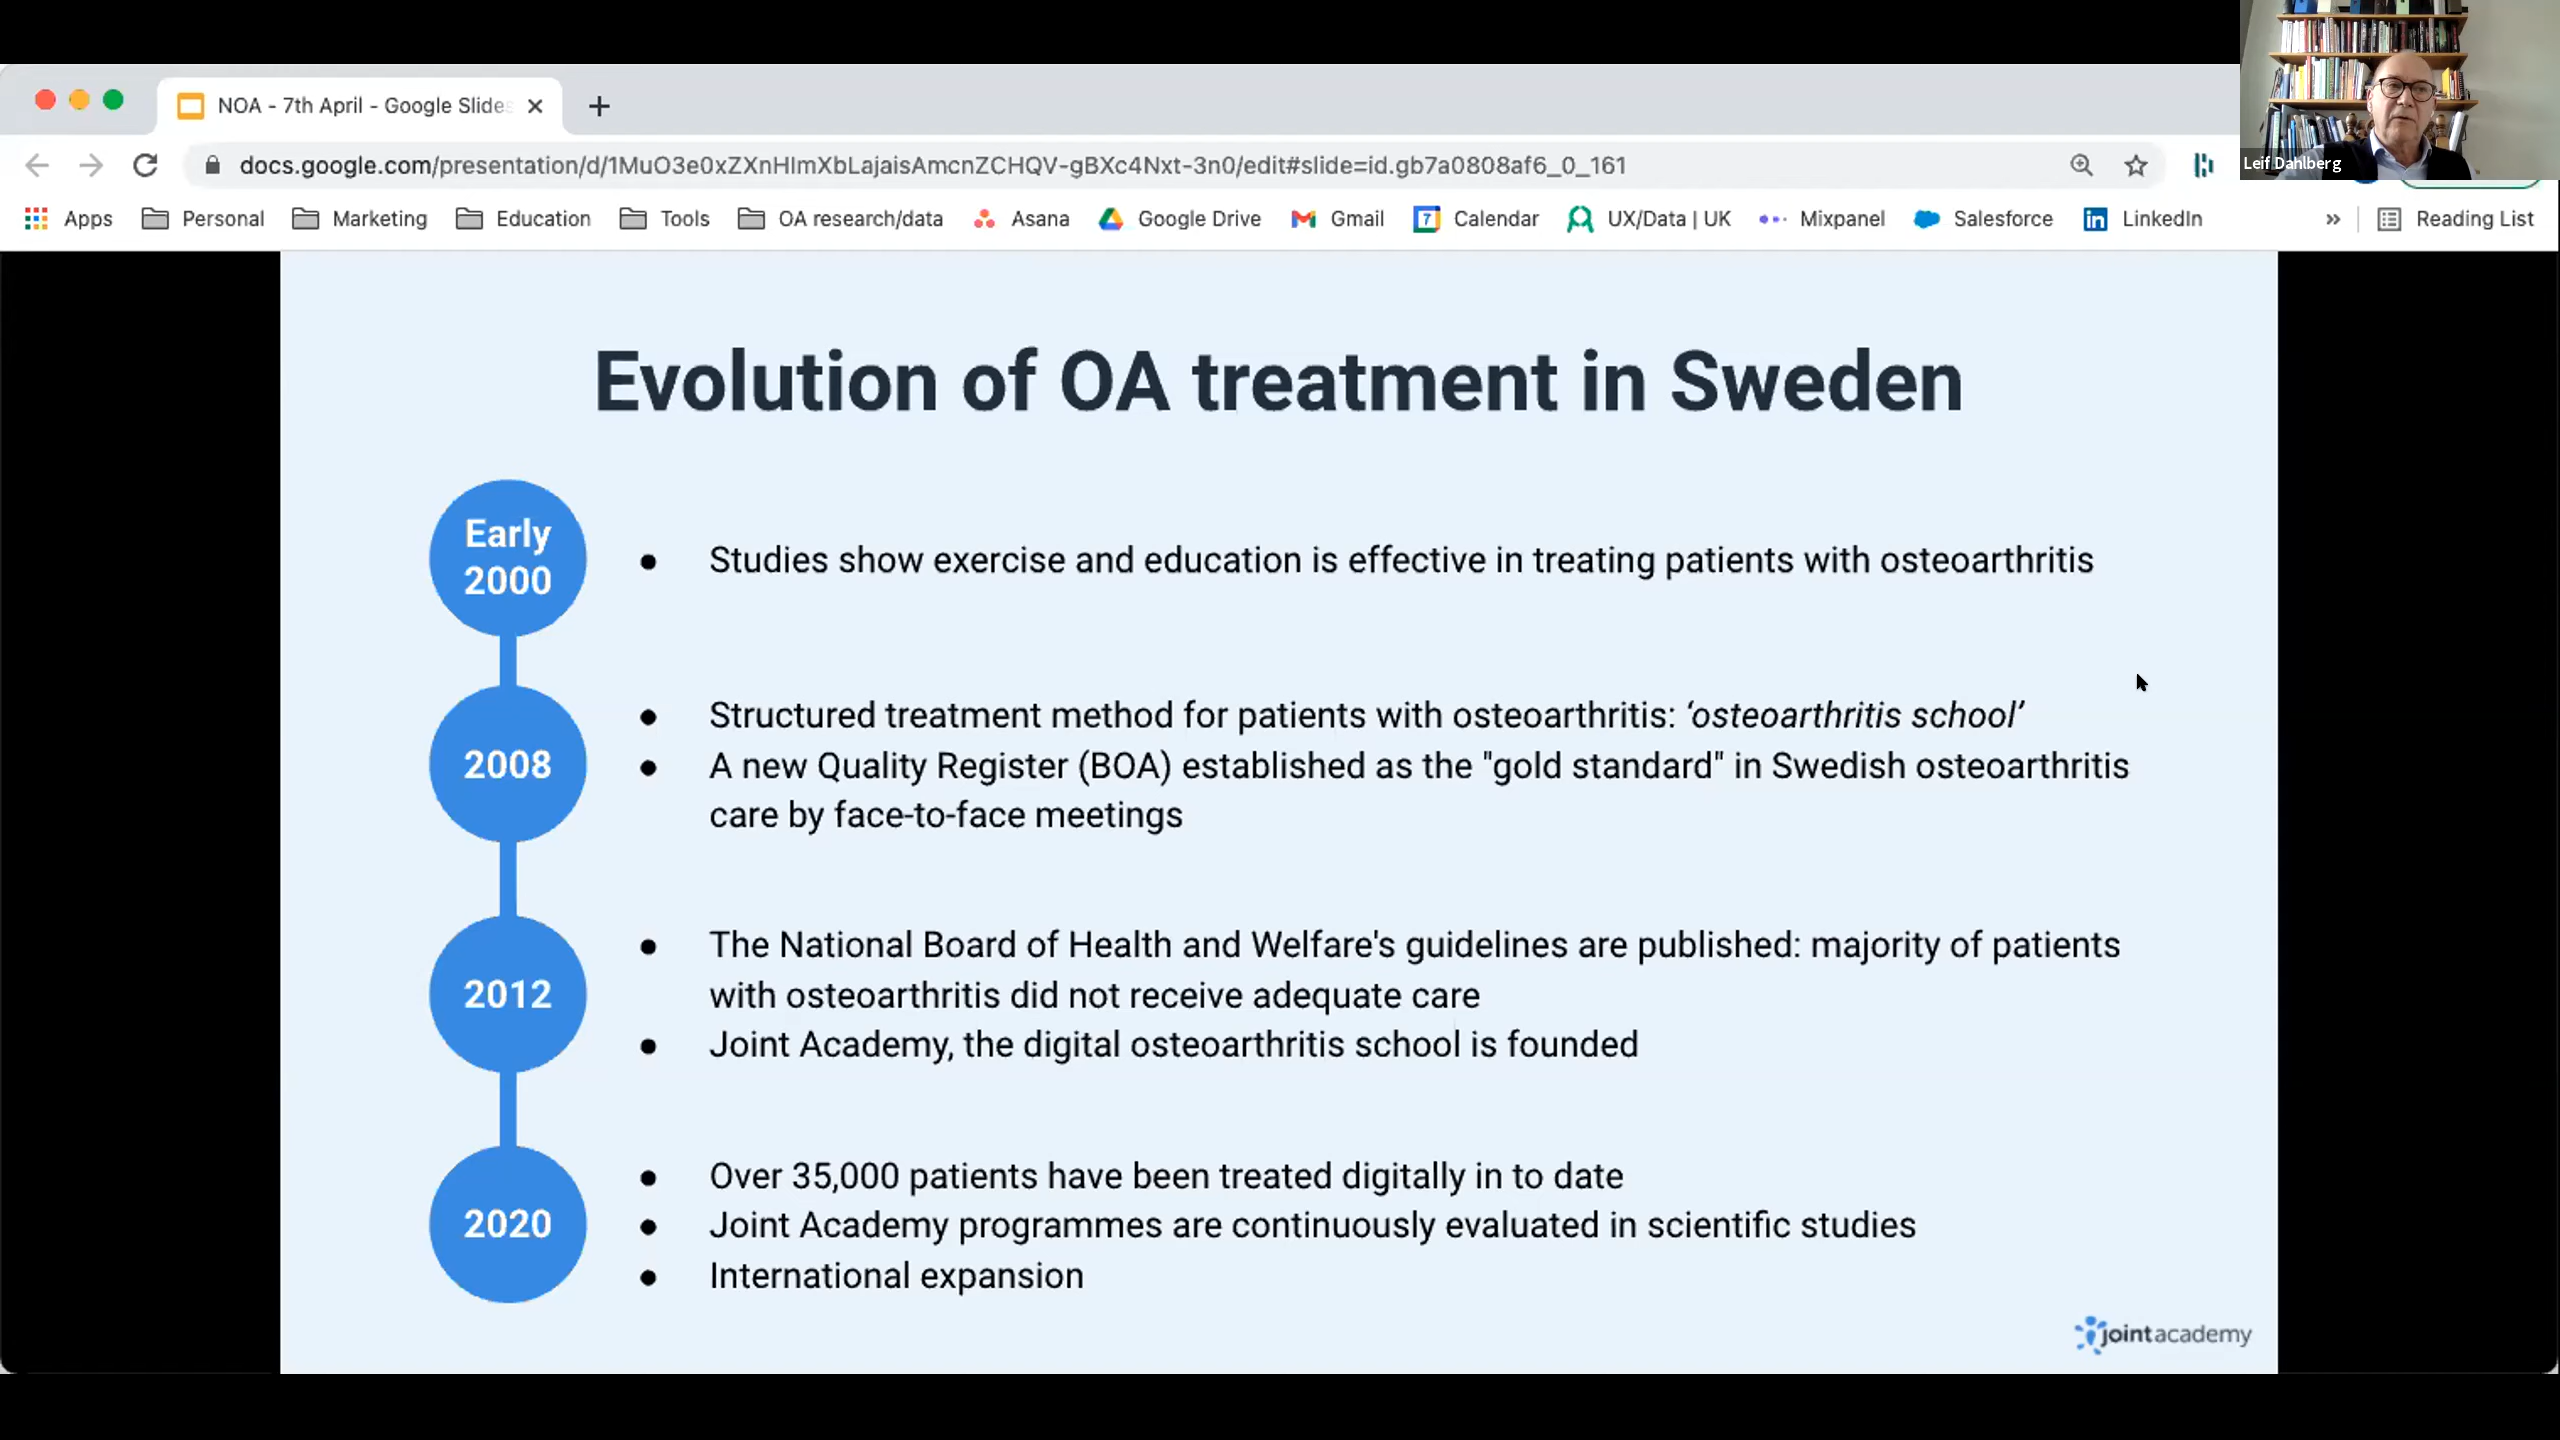 NOA - 7th April - Google Slides
docs.google.com/presentation/d/1MuO3e0xZXnHImXbLajaisAmcnZCHQV-gBXc4Nxt-3n0/edit#slide=id.gb7a0808af6_0_161
Leif Dahlberg
Apps Personal Marketing Education Tools OA research/data Asana Google Drive Gmail 7 Calendar UX/Data | UK Mixpanel Salesforce in LinkedIn » Reading List
Evolution of OA treatment in Sweden
Early
2000
● Studies show exercise and education is effective in treating patients with osteoarthritis
2008
● Structured treatment method for patients with osteoarthritis: ‘osteoarthritis school’
● A new Quality Register (BOA) established as the "gold standard" in Swedish osteoarthritis
care by face-to-face meetings
2012
● The National Board of Health and Welfare's guidelines are published: majority of patients
with osteoarthritis did not receive adequate care
● Joint Academy, the digital osteoarthritis school is founded
2020
● Over 35,000 patients have been treated digitally in to date
● Joint Academy programmes are continuously evaluated in scientific studies
● International expansion
jointacademy